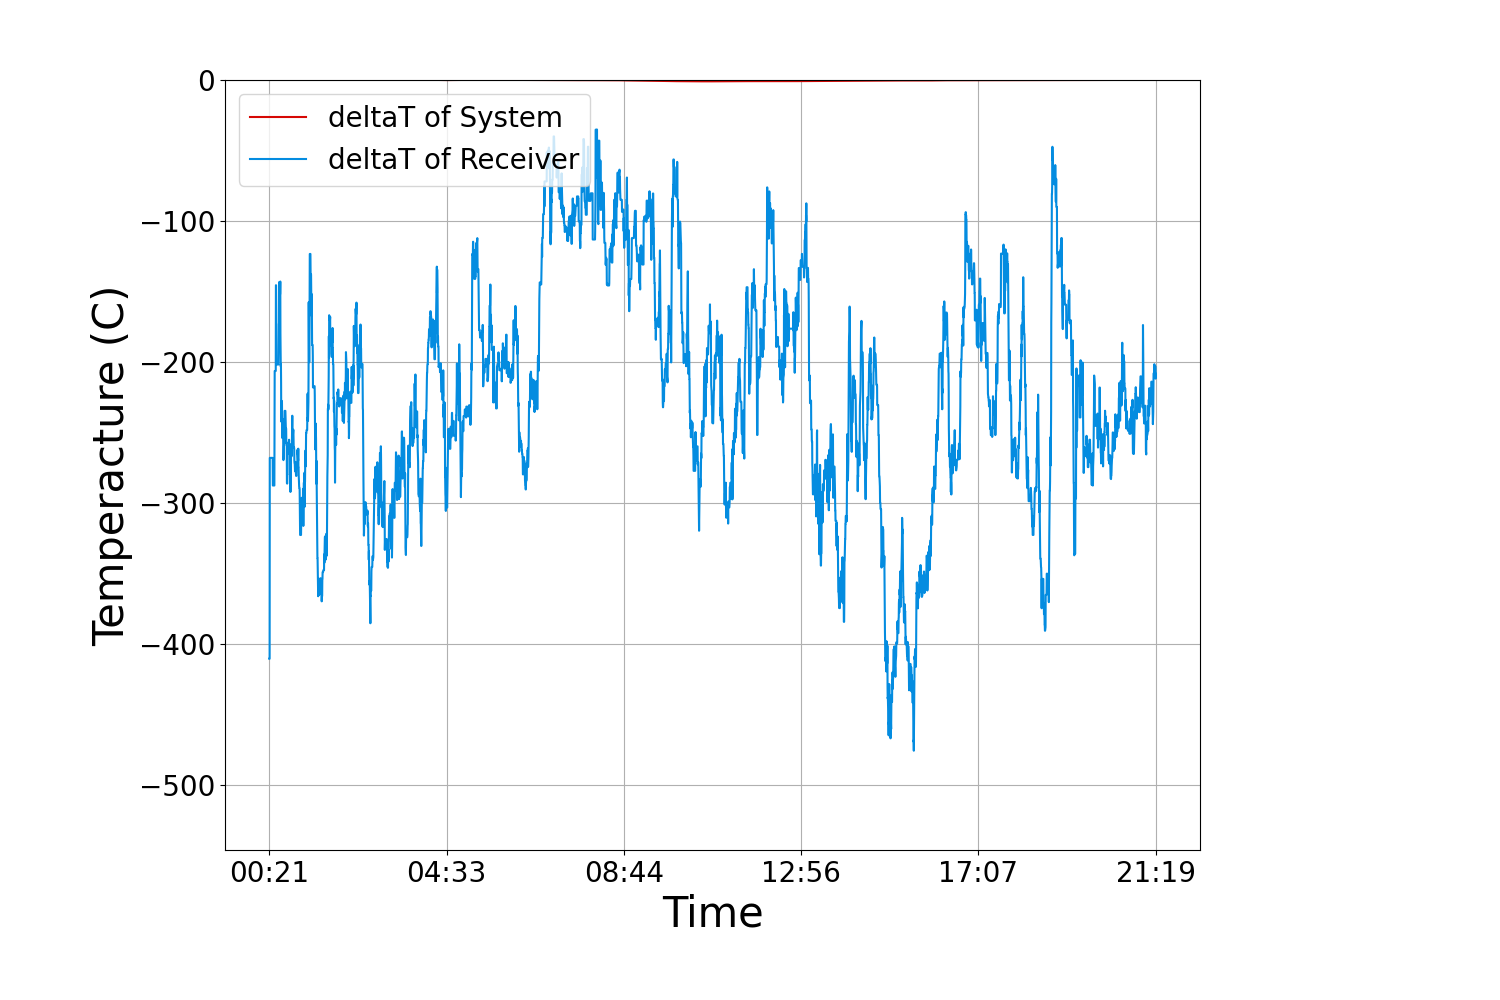 deltaT of System
deltaT of Receiver
Temperacture (C)
0
−100
−200
−300
−400
−500
00:21 04:33 08:44 12:56 17:07 21:19
Time